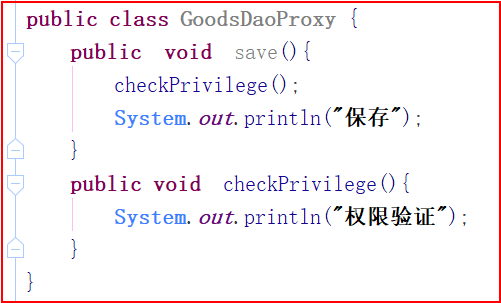 public class GoodsDaoProxy {
public void save(){
checkPrivilege();
System.out.println("保存");
}
public void checkPrivilege(){
System.out.println("权限验证");
}
}